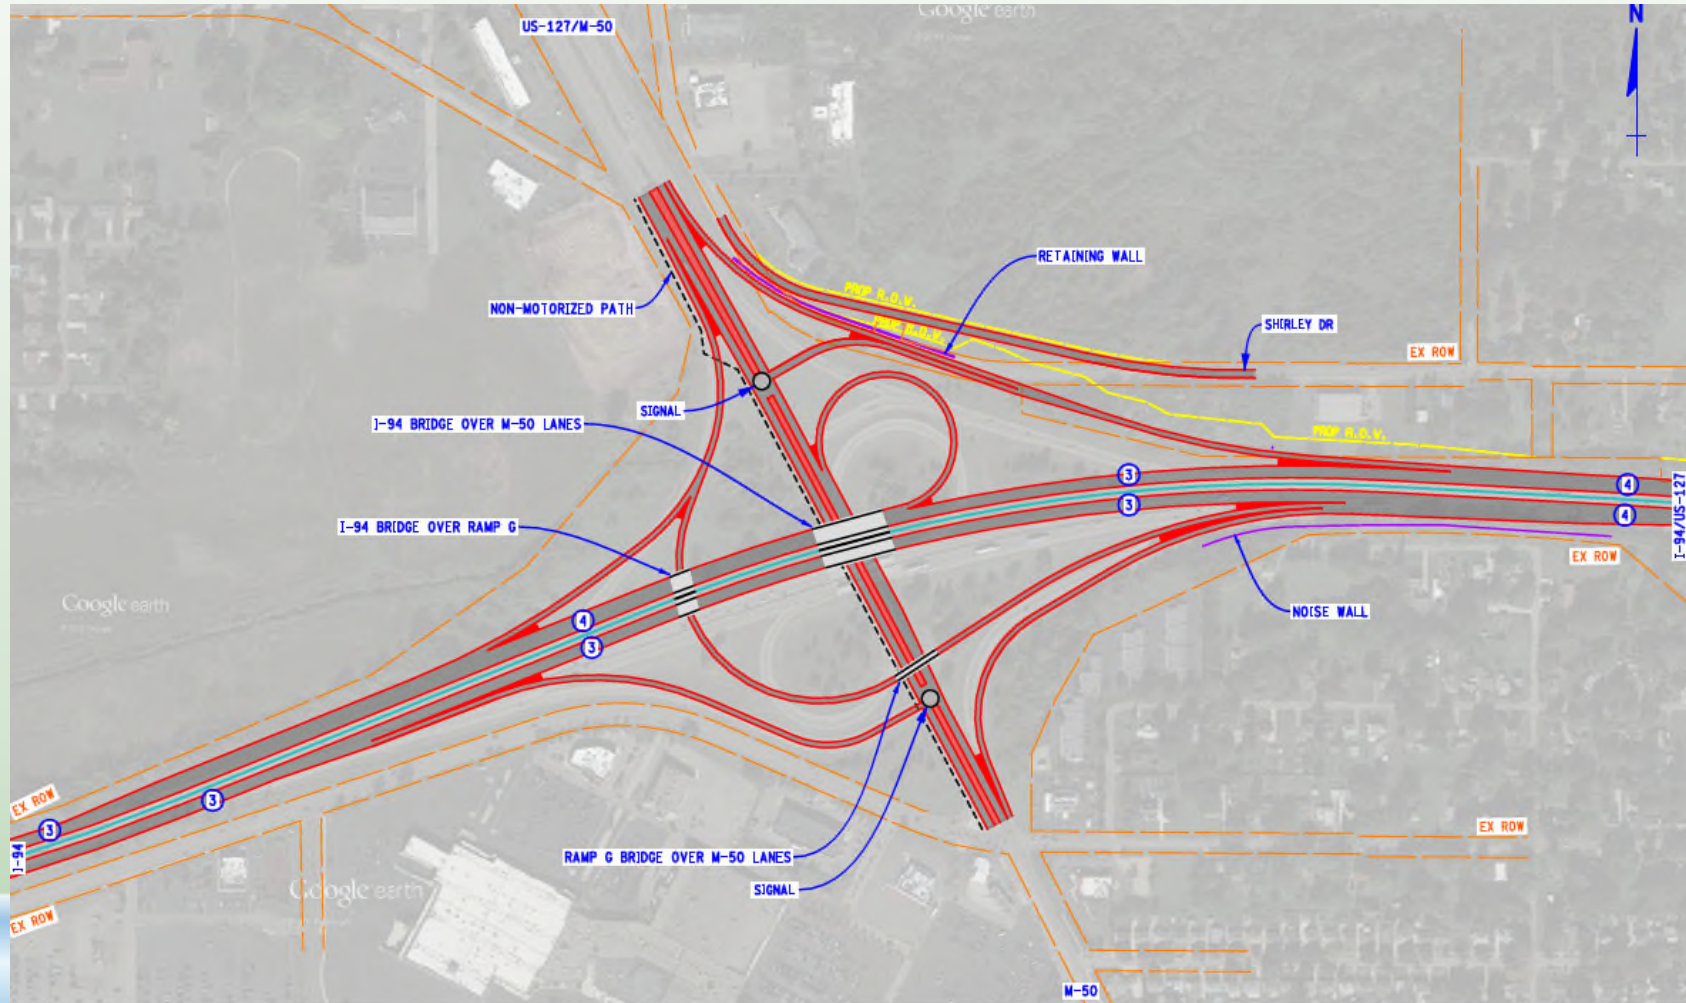 Google earth
N
US-127/M-50
RETAINING WALL
PROP R.O.W.
NON-MOTORIZED PATH
PROP R.O.W.
SHIRLEY DR
EX ROW
SIGNAL
I-94 BRIDGE OVER M-50 LANES
PROP R.O.W.
3
4
3
4
I-94/US-127
I-94 BRIDGE OVER RAMP G
EX ROW
Google earth
NOISE WALL
4
3
EX ROW
3
3
I-94
EX ROW
RAMP G BRIDGE OVER M-50 LANES
SIGNAL
Google earth
EX ROW
M-50